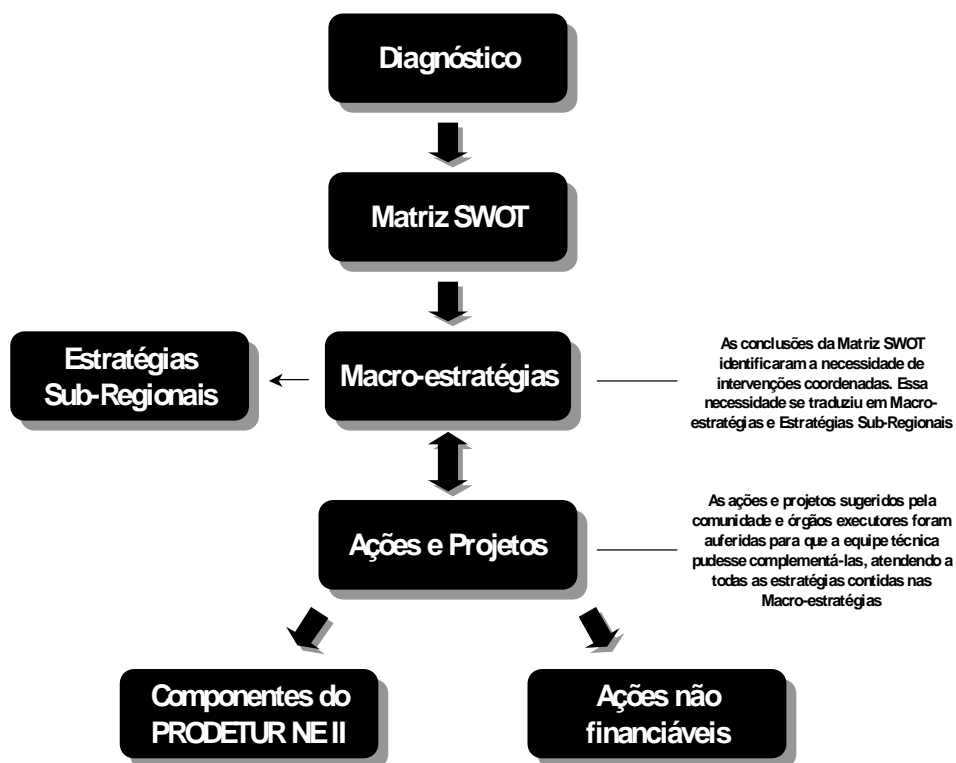 Diagnóstico
Matriz SWOT
Estratégias
Sub-Regionais
Macro-estratégias
As conclusões da Matriz SWOT
identificaram a necessidade de
intervenções coordenadas. Essa
necessidade se traduziu em Macro-
estratégias e Estratégias Sub-Regionais
Ações e Projetos
As ações e projetos sugeridos pela
comunidade e órgãos executores foram
auferidas para que a equipe técnica
pudesse complementá-las, atendendo a
todas as estratégias contidas nas
Macro-estratégias
Componentes do
PRODETUR NE II
Ações não
financiáveis